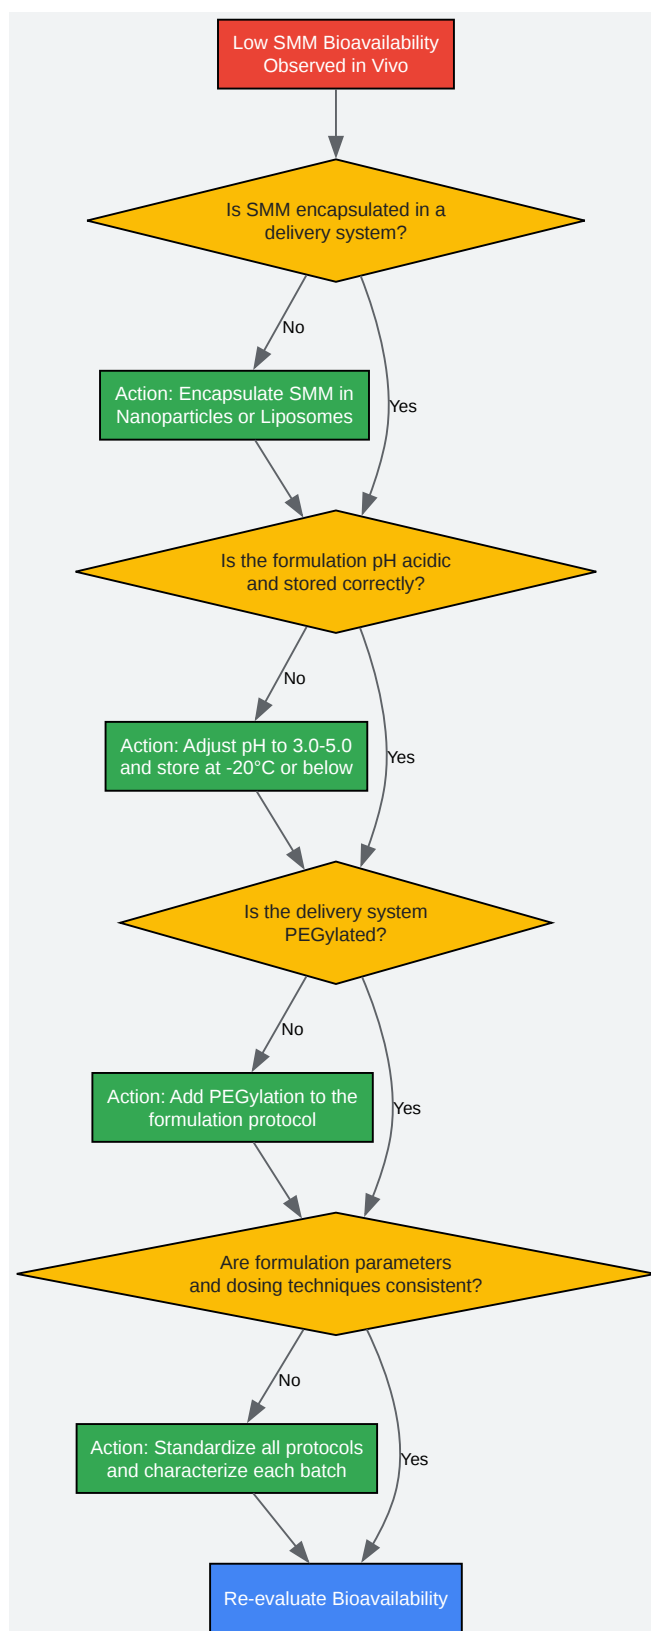 Low SMM Bioavailability
Observed in Vivo
Is SMM encapsulated in a
delivery system?
No
Action: Encapsulate SMM in
Nanoparticles or Liposomes
Yes
Is the formulation pH acidic
and stored correctly?
No
Action: Adjust pH to 3.0-5.0
and store at -20°C or below
Yes
Is the delivery system
PEGylated?
No
Action: Add PEGylation to the
formulation protocol
Yes
Are formulation parameters
and dosing techniques consistent?
No
Action: Standardize all protocols
and characterize each batch
Yes
Re-evaluate Bioavailability